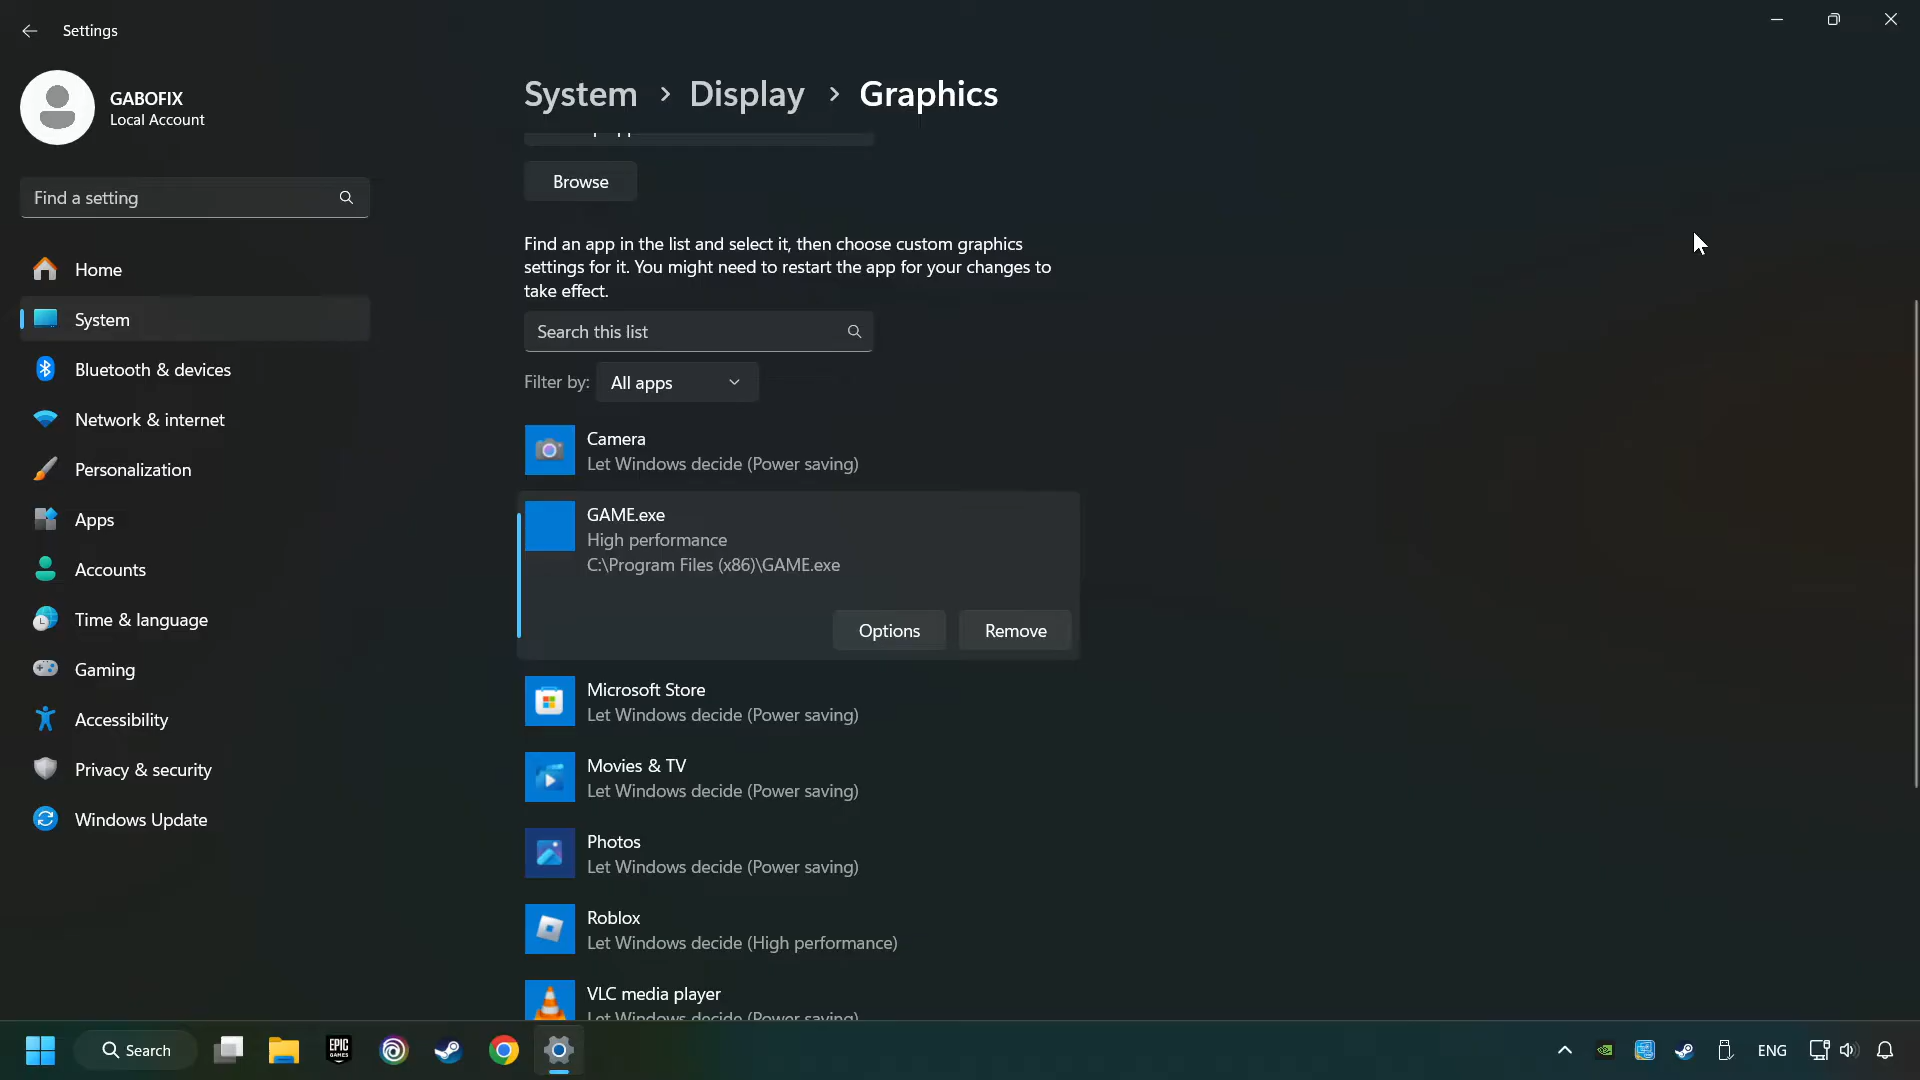 Settings
GABOFIX
Local Account
Find a setting
Home
System
Bluetooth & devices
Network & internet
Personalization
Apps
Accounts
Time & language
Gaming
Accessibility
Privacy & security
Windows Update
System > Display > Graphics
Browse
Find an app in the list and select it, then choose custom graphics
settings for it. You might need to restart the app for your changes to
take effect.
Search this list
Filter by: All apps
Camera
Let Windows decide (Power saving)
GAME.exe
High performance
C:\Program Files (x86)\GAME.exe
Options Remove
Microsoft Store
Let Windows decide (Power saving)
Movies & TV
Let Windows decide (Power saving)
Photos
Let Windows decide (Power saving)
Roblox
Let Windows decide (High performance)
VLC media player
Let Windows decide (Power saving)
Search
EPIC
GAMES
ENG